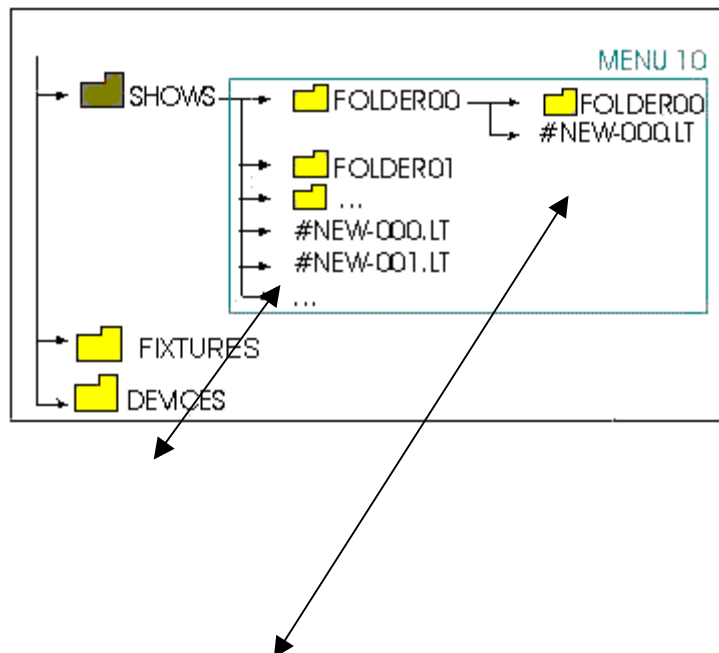 MENU 10
SHOWS
FOLDER00
FOLDER00
#NEW-000.LT
FOLDER01
...
#NEW-000.LT
#NEW-001.LT
...
FIXTURES
DEVICES